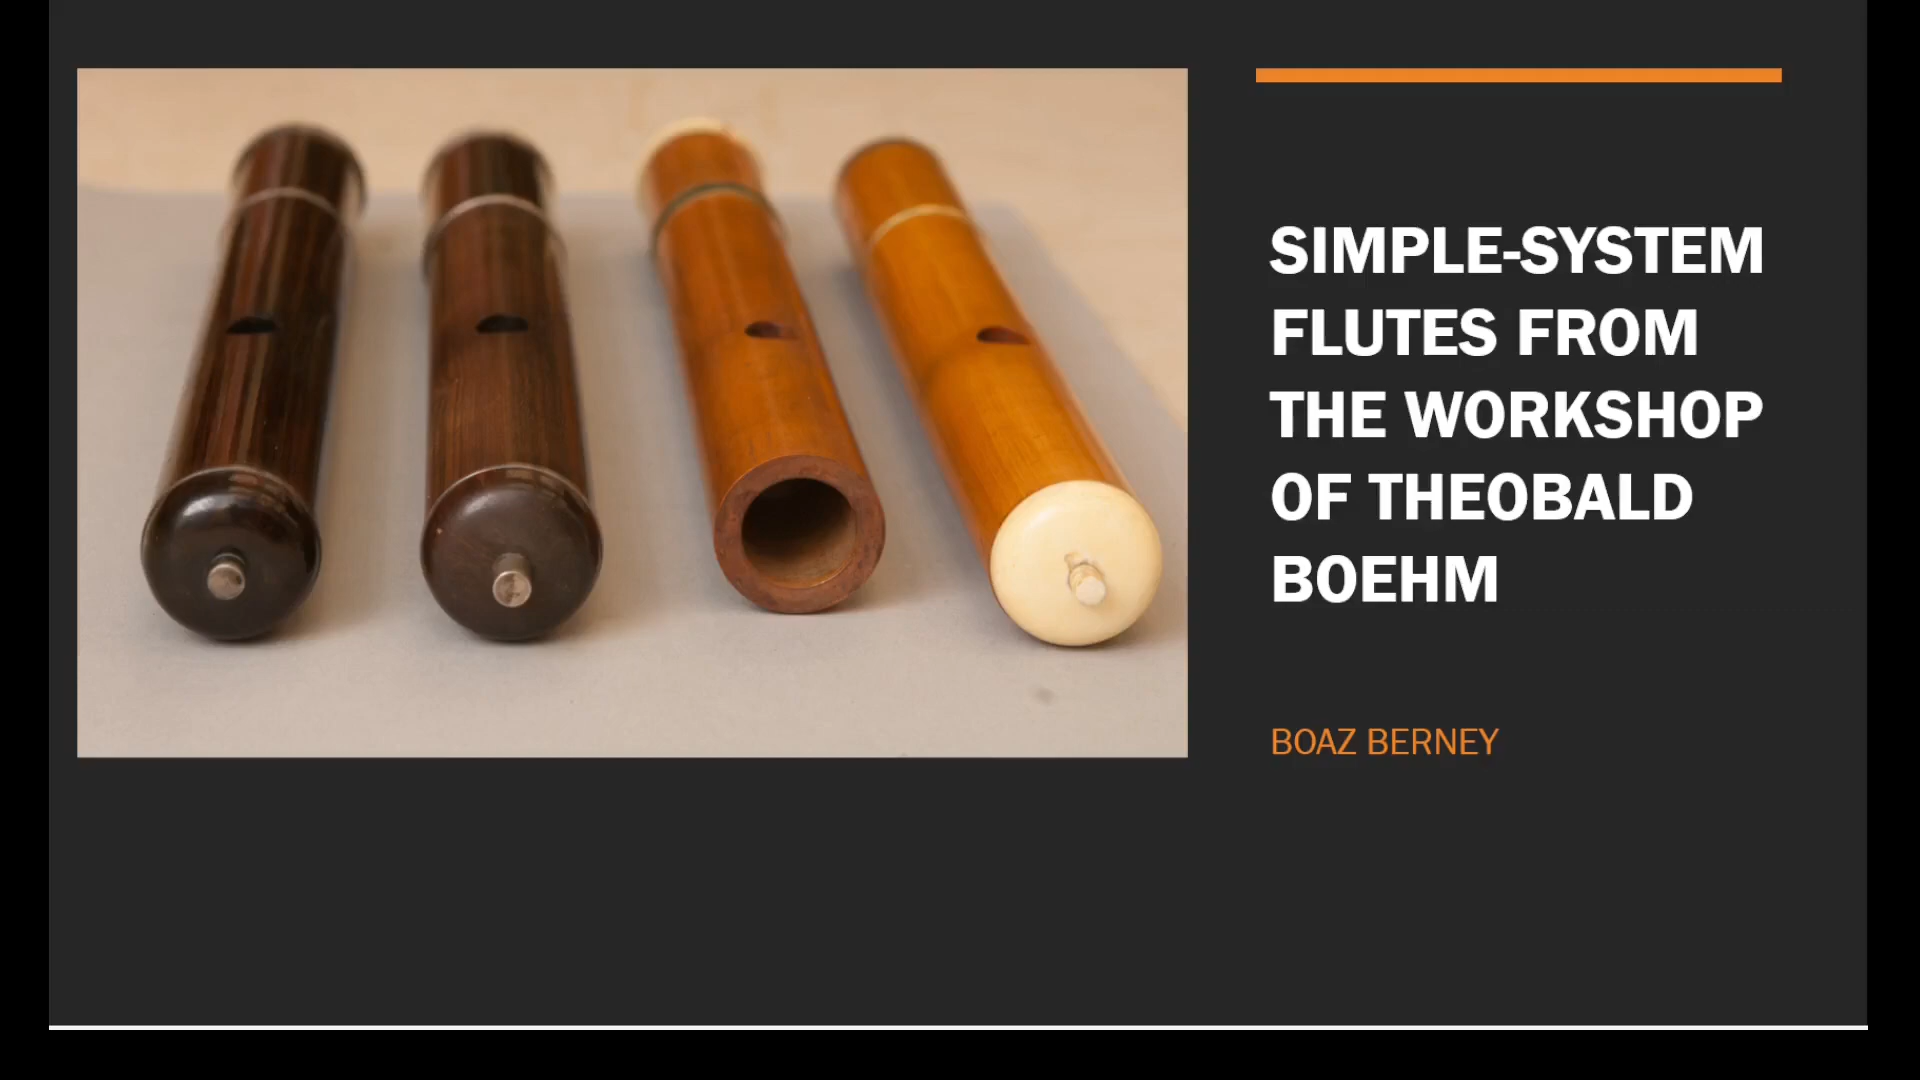 SIMPLE-SYSTEM
FLUTES FROM
THE WORKSHOP
OF THEOBALD
BOEHM
BOAZ BERNEY